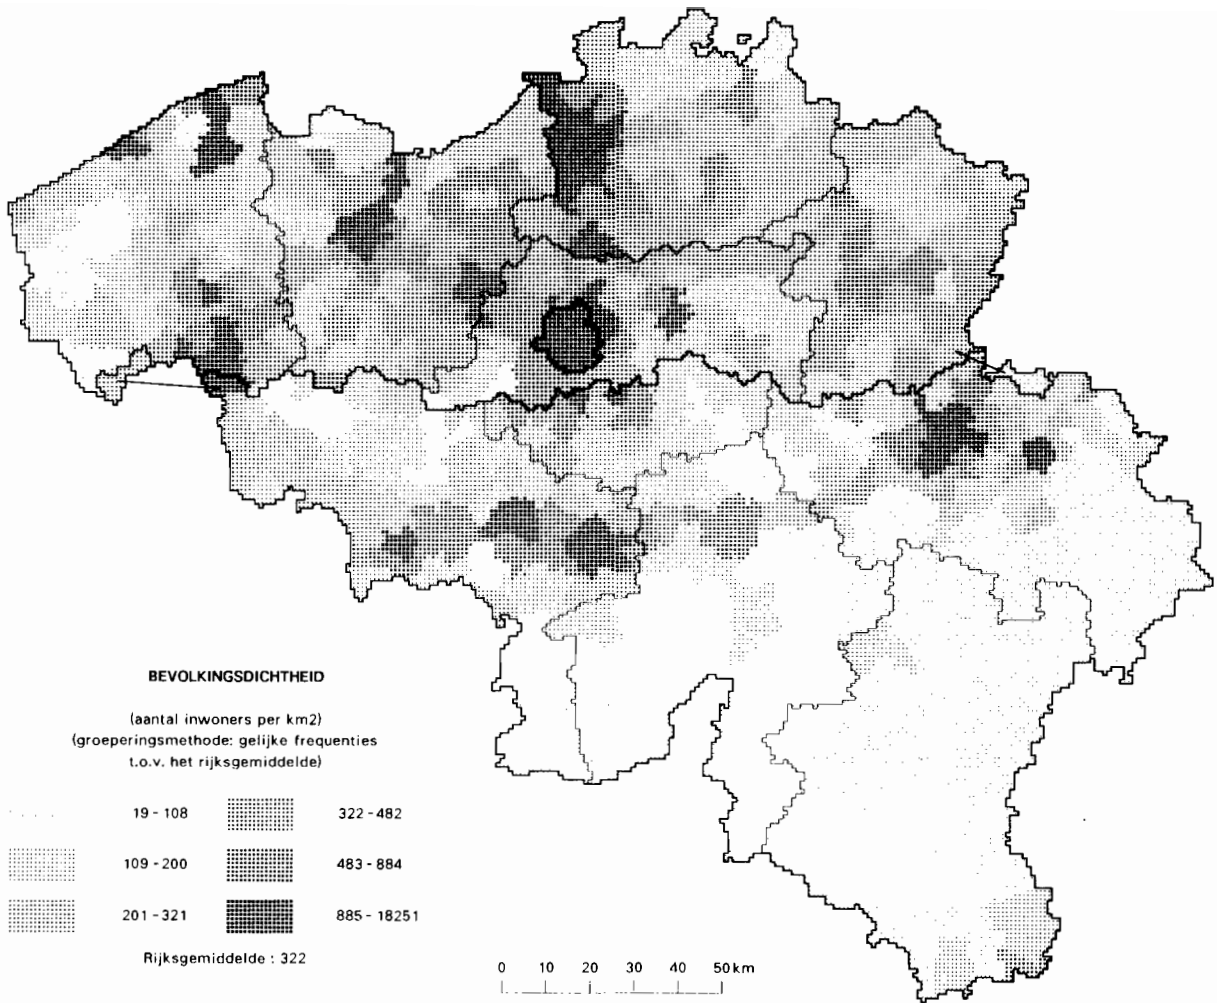 BEVOLKINGSDICHTHEID
(aantal inwoners per km2)
(groeperingsmethode: gelijke frequenties
t.o.v. het rijksgemiddelde)
19 - 108
322 - 482
109 - 200
483 - 884
201 - 321
885 - 18251
Rijksgemiddelde : 322
0 10 20 30 40 50 km